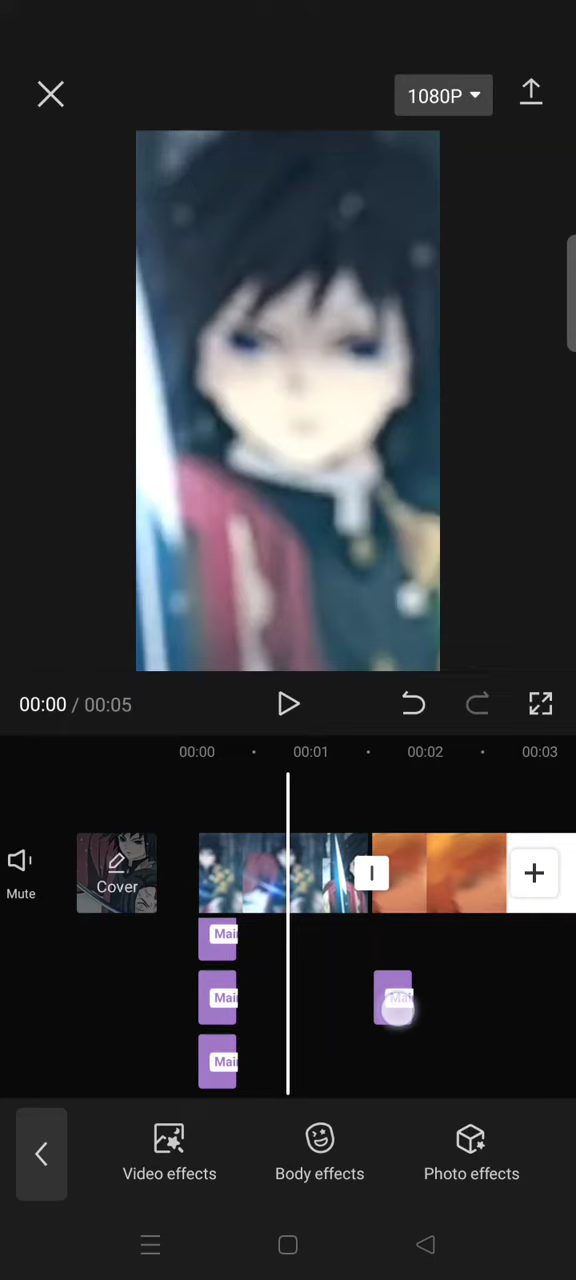 1080P
00:00 / 00:05
00:00 00:01 00:02 00:03
Mute
Cover
Mai
Mai
Mai
Mai
Video effects
Body effects
Photo effects